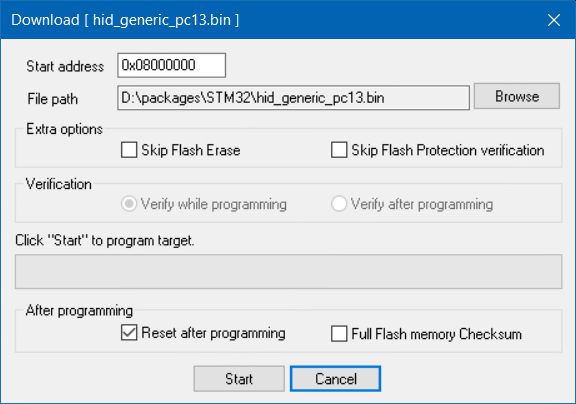 Download [ hid_generic_pc13.bin ]
Start address 0x08000000
File path D:\packages\STM32\hid_generic_pc13.bin Browse
Extra options
Skip Flash Erase Skip Flash Protection verification
Verification
Verify while programming Verify after programming
Click "Start" to program target.
After programming
Reset after programming Full Flash memory Checksum
Start Cancel